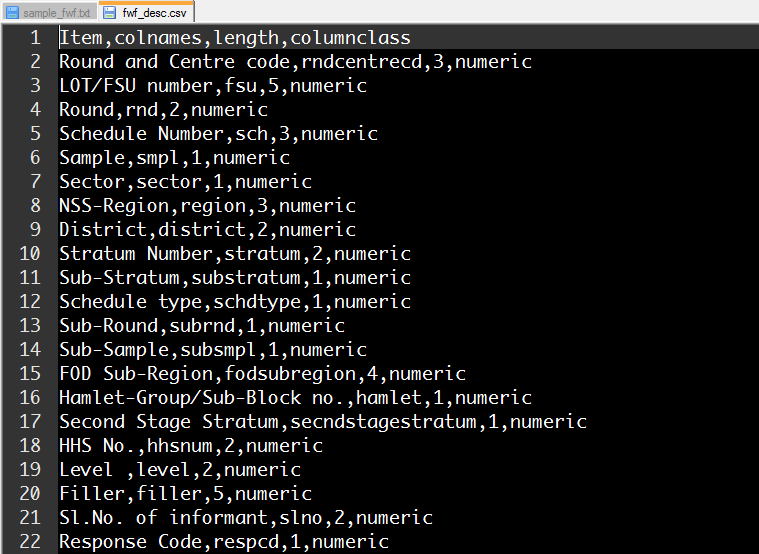 sample_fwf.txt fwf_desc.csv
1 Item,colnames,length,columnclass
2 Round and Centre code,rndcentrecd,3,numeric
3 LOT/FSU number,fsu,5,numeric
4 Round,rnd,2,numeric
5 Schedule Number,sch,3,numeric
6 Sample,smpl,1,numeric
7 Sector,sector,1,numeric
8 NSS-Region,region,3,numeric
9 District,district,2,numeric
10 Stratum Number,stratum,2,numeric
11 Sub-Stratum,substratum,1,numeric
12 Schedule type,schdtype,1,numeric
13 Sub-Round,subrnd,1,numeric
14 Sub-Sample,subsmpl,1,numeric
15 FOD Sub-Region,fodsubregion,4,numeric
16 Hamlet-Group/Sub-Block no.,hamlet,1,numeric
17 Second Stage Stratum,secndstagestratum,1,numeric
18 HHS No.,hhsnum,2,numeric
19 Level ,level,2,numeric
20 Filler,filler,5,numeric
21 Sl.No. of informant,slno,2,numeric
22 Response Code,respcd,1,numeric